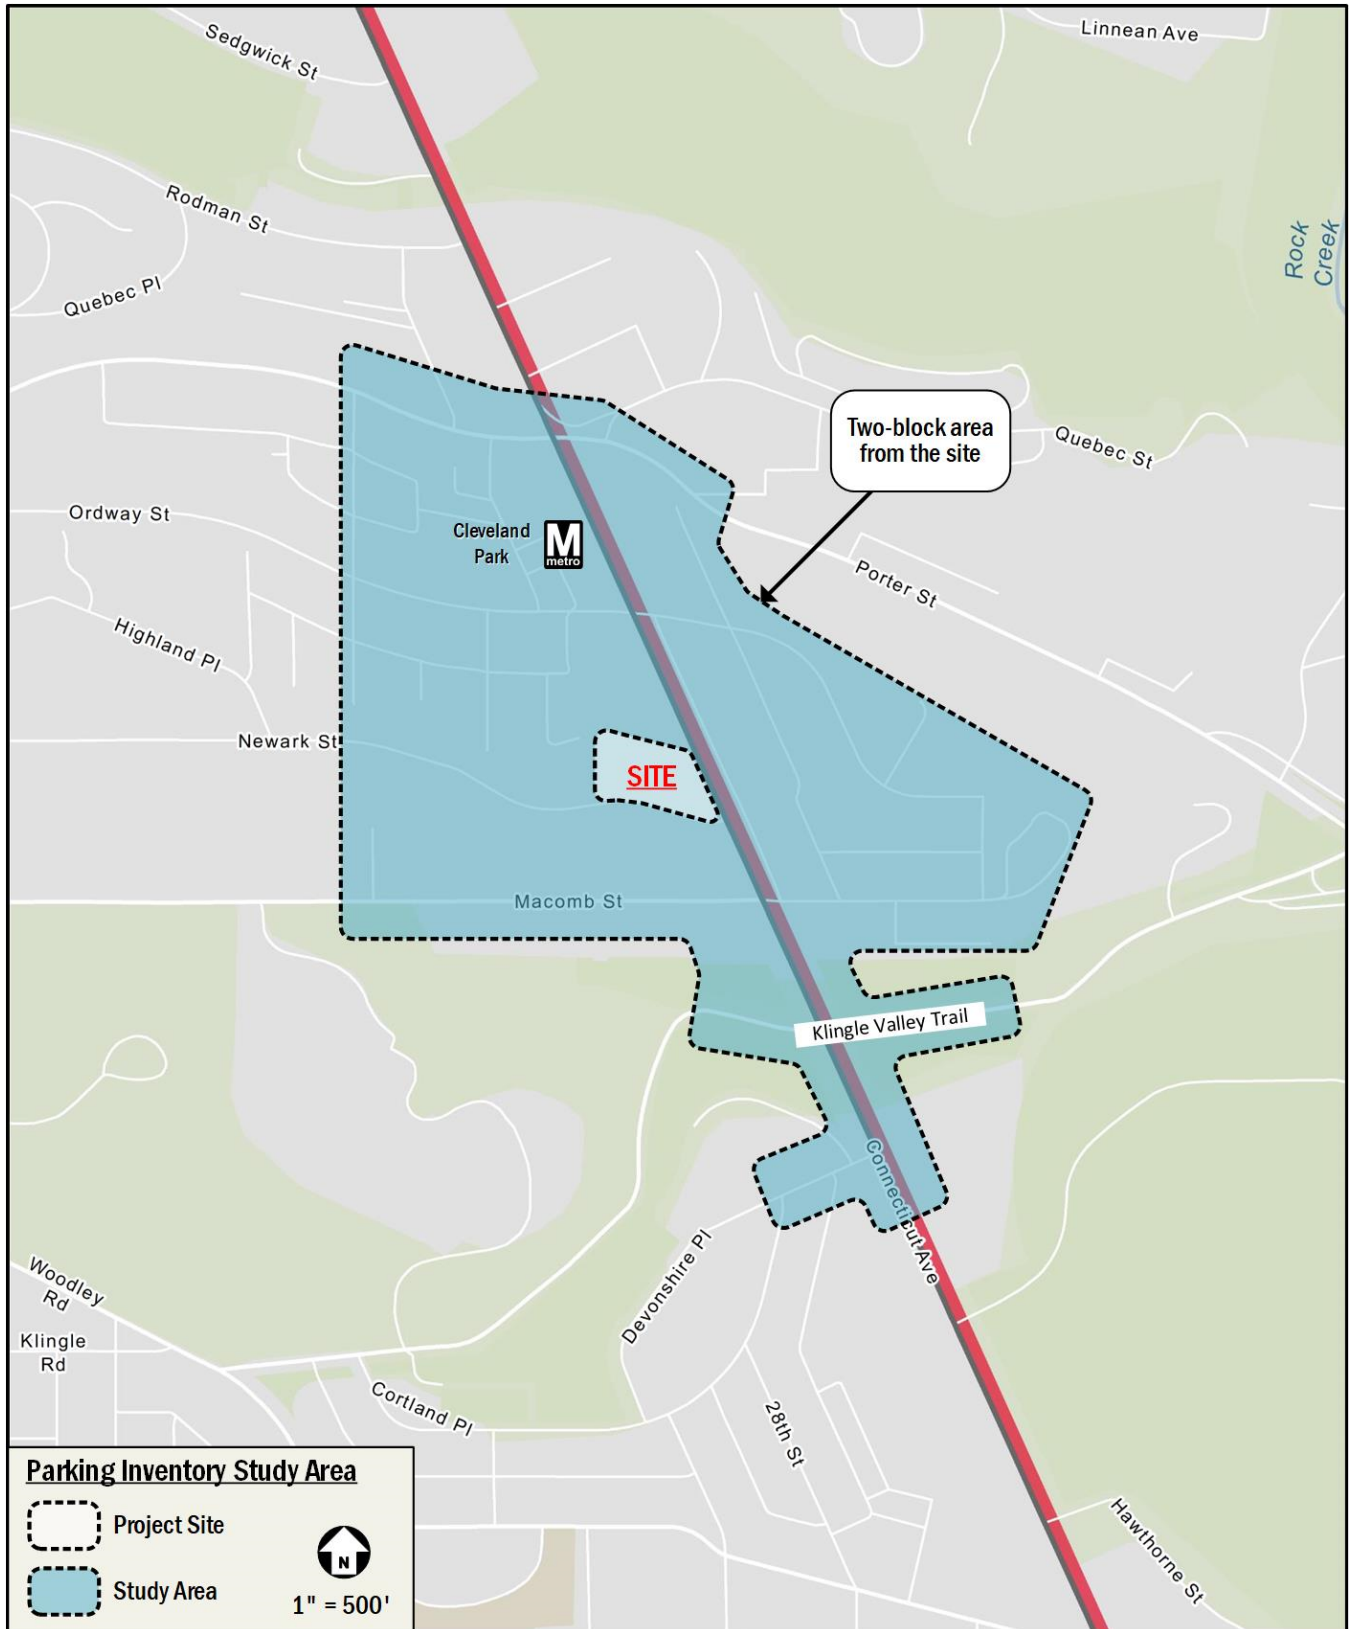 Linnean Ave
Sedgwick St
Rodman St
Rock
Creek
Quebec Pl
Two-block area
from the site
Quebec St
Ordway St
Cleveland
Park
M
metro
Porter St
Highland Pl
Newark St
SITE
Macomb St
Klingle Valley Trail
Connecticut Ave
Devonshire Pl
Woodley
Rd
Klingle
Rd
Cortland Pl
28th St
Hawthorne St
Parking Inventory Study Area
Project Site
Study Area
N
1" = 500'